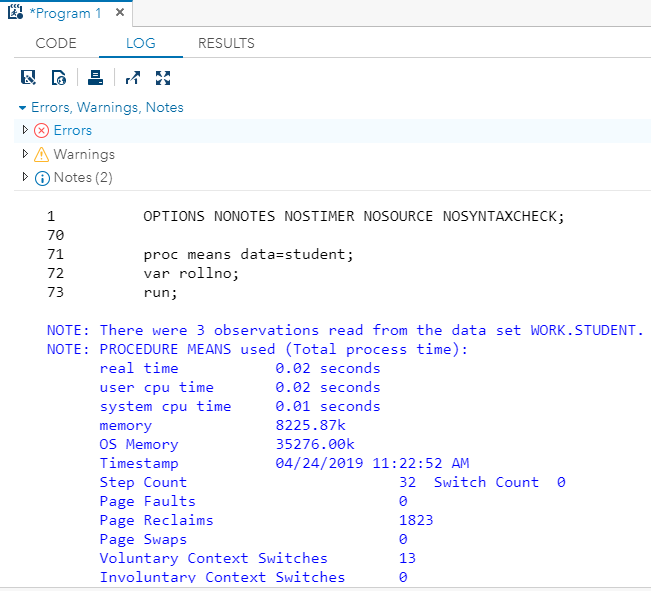 *Program 1 ×
CODE LOG RESULTS
Errors, Warnings, Notes
Errors
Warnings
Notes (2)
1 OPTIONS NONOTES NOSTIMER NOSOURCE NOSYNTAXCHECK;
70
71 proc means data=student;
72 var rollno;
73 run;
NOTE: There were 3 observations read from the data set WORK.STUDENT.
NOTE: PROCEDURE MEANS used (Total process time):
real time 0.02 seconds
user cpu time 0.02 seconds
system cpu time 0.01 seconds
memory 8225.87k
OS Memory 35276.00k
Timestamp 04/24/2019 11:22:52 AM
Step Count 32 Switch Count 0
Page Faults 0
Page Reclaims 1823
Page Swaps 0
Voluntary Context Switches 13
Involuntary Context Switches 0